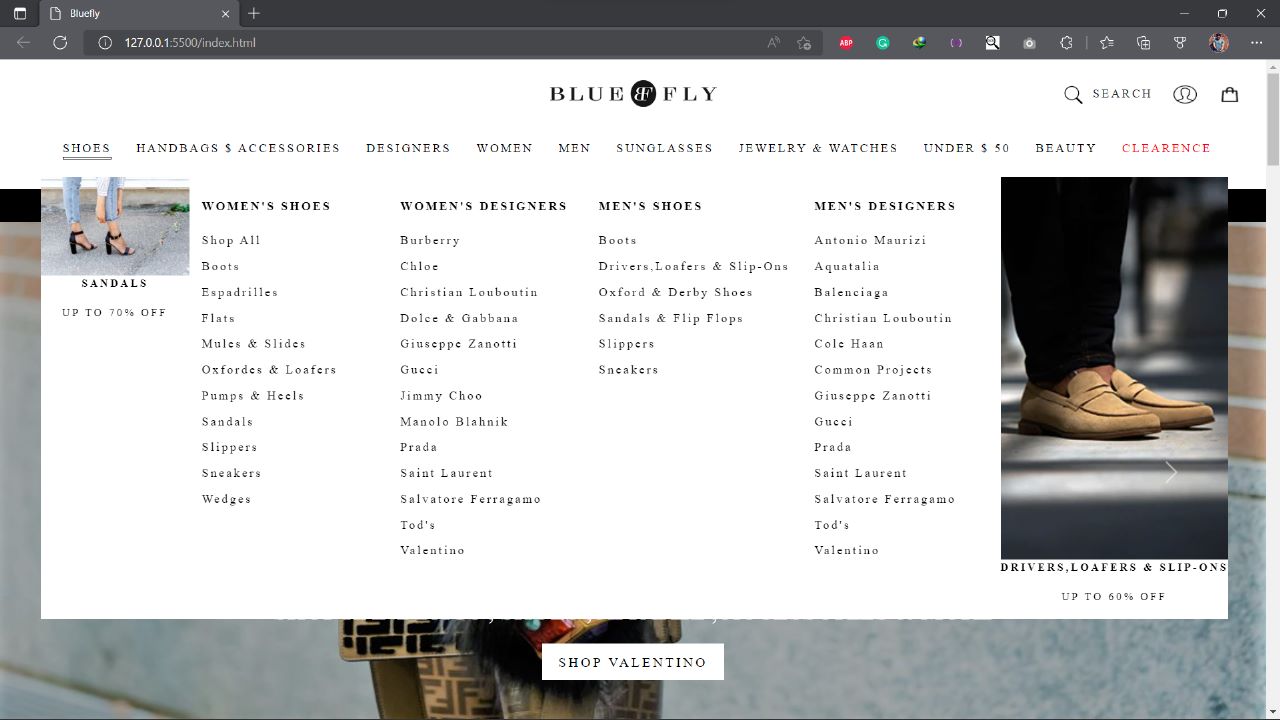 Bluefly
127.0.0.1:5500/index.html
ABP
BLUE BF FLY
SEARCH
SHOES HANDBAGS $ ACCESSORIES DESIGNERS WOMEN MEN SUNGLASSES JEWELRY & WATCHES UNDER $ 50 BEAUTY CLEARENCE
SANDALS
UP TO 70% OFF
WOMEN'S SHOES
Shop All
Boots
Espadrilles
Flats
Mules & Slides
Oxfordes & Loafers
Pumps & Heels
Sandals
Slippers
Sneakers
Wedges
WOMEN'S DESIGNERS
Burberry
Chloe
Christian Louboutin
Dolce & Gabbana
Giuseppe Zanotti
Gucci
Jimmy Choo
Manolo Blahnik
Prada
Saint Laurent
Salvatore Ferragamo
Tod's
Valentino
MEN'S SHOES
Boots
Drivers,Loafers & Slip-Ons
Oxford & Derby Shoes
Sandals & Flip Flops
Slippers
Sneakers
MEN'S DESIGNERS
Antonio Maurizi
Aquatalia
Balenciaga
Christian Louboutin
Cole Haan
Common Projects
Giuseppe Zanotti
Gucci
Prada
Saint Laurent
Salvatore Ferragamo
Tod's
Valentino
DRIVERS,LOAFERS & SLIP-ONS
UP TO 60% OFF
SHOP VALENTINO